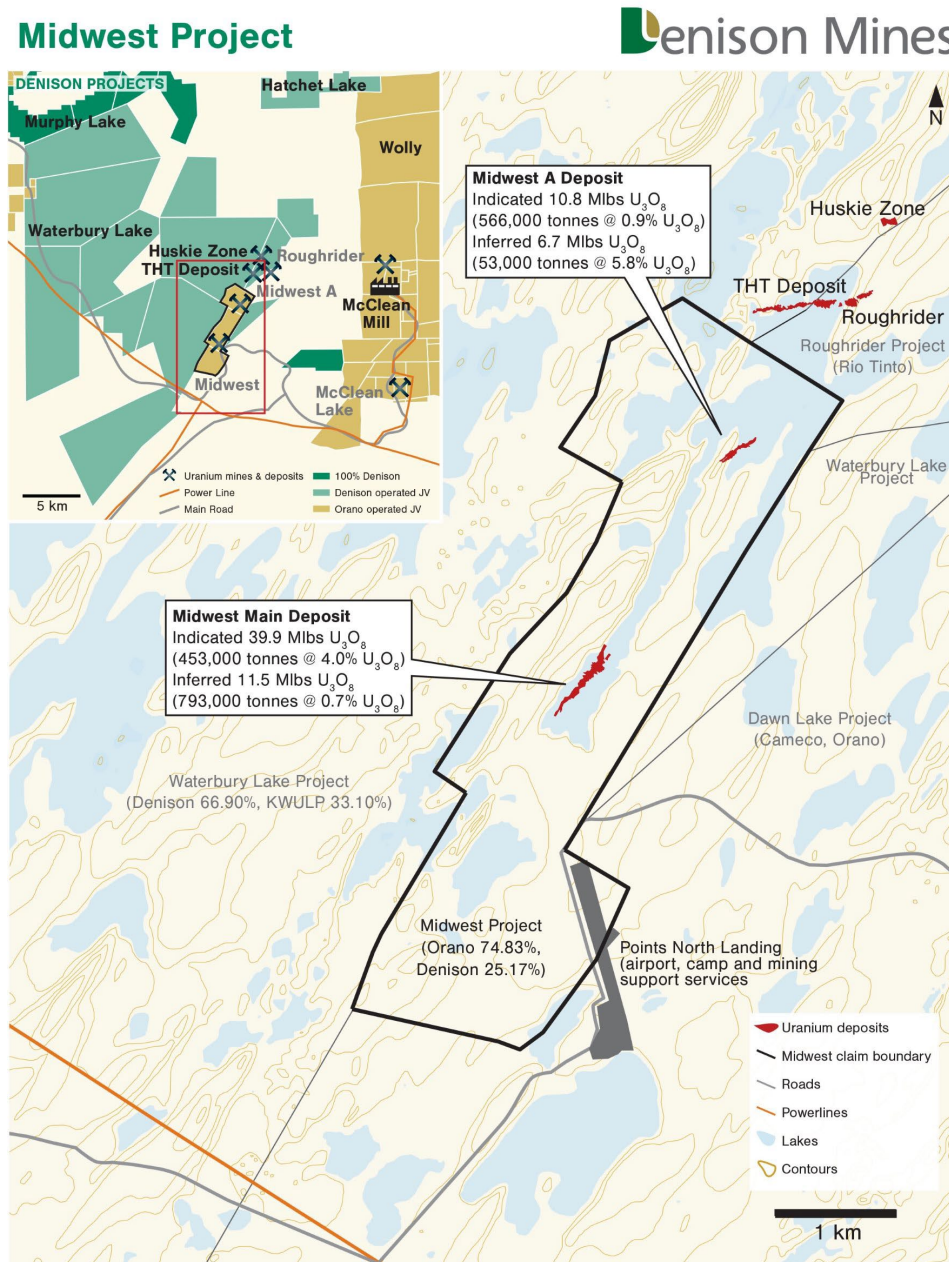 Midwest Project
Denison Mines
DENISON PROJECTS
Hatchet Lake
Murphy Lake
Wolly
Waterbury Lake
Huskie Zone
Roughrider
THT Deposit
Midwest A
McClean
Mill
Midwest
McClean
Lake
Uranium mines & deposits
Power Line
Main Road
100% Denison
Denison operated JV
Orano operated JV
5 km
N
Midwest A Deposit
Indicated 10.8 Mlbs U₃O₈
(566,000 tonnes @ 0.9% U₃O₈)
Inferred 6.7 Mlbs U₃O₈
(53,000 tonnes @ 5.8% U₃O₈)
Huskie Zone
THT Deposit
Roughrider
Roughrider Project
(Rio Tinto)
Waterbury Lake
Project
Midwest Main Deposit
Indicated 39.9 Mlbs U₃O₈
(453,000 tonnes @ 4.0% U₃O₈)
Inferred 11.5 Mlbs U₃O₈
(793,000 tonnes @ 0.7% U₃O₈)
Dawn Lake Project
(Cameco, Orano)
Waterbury Lake Project
(Denison 66.90%, KWULP 33.10%)
Midwest Project
(Orano 74.83%,
Denison 25.17%)
Points North Landing
(airport, camp and mining
support services
Uranium deposits
Midwest claim boundary
Roads
Powerlines
Lakes
Contours
1 km